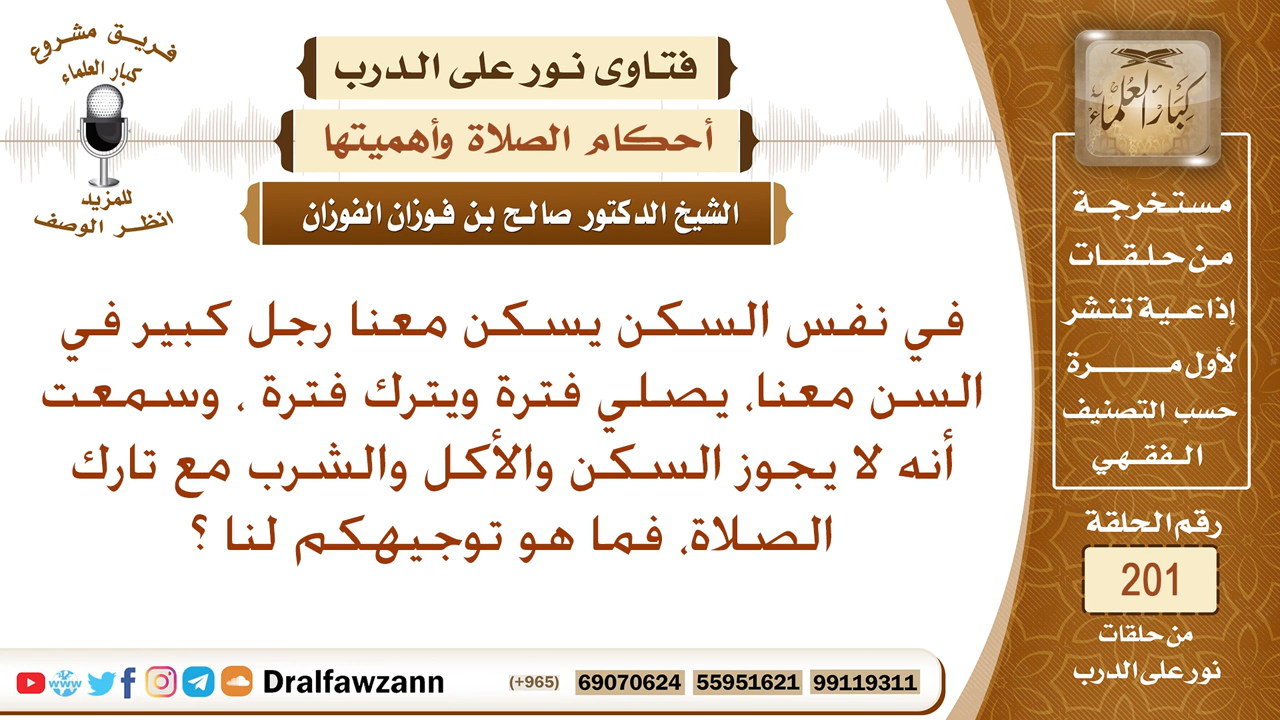 فريق مشروع
كبار العلماء
للمزيد
انظر الوصف
فتاوى نور على الدرب
أحكام الصلاة وأهميتها
الشيخ الدكتور صالح بن فوزان الفوزان
في نفس السكن يسكن معنا رجل كبير في
السن معنا، يصلي فترة ويترك فترة ، وسمعت
أنه لا يجوز السكن والأكل والشرب مع تارك
الصلاة، فما هو توجيهكم لنا ؟
كبار العلماء
مستخرجة
من حلقات
إذاعية تنشر
لأول مرة
حسب التصنيف
الفقهي
رقم الحلقة
201
من حلقات
نور على الدرب
www
Dralfawzann
(+965) 69070624 55951621 99119311